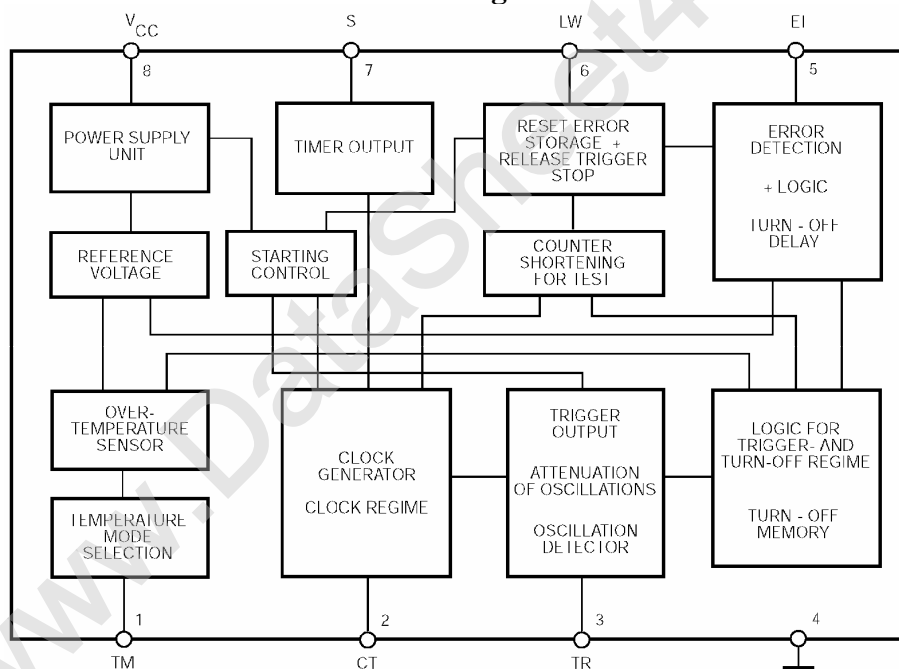 V CC
S
LW
EI
8
7
6
5
POWER SUPPLY
UNIT
TIMER OUTPUT
RESET ERROR
STORAGE +
RELEASE TRIGGER
STOP
ERROR
DETECTION
+ LOGIC
TURN - OFF
DELAY
REFERENCE
VOLTAGE
STARTING
CONTROL
COUNTER
SHORTENING
FOR TEST
OVER-
TEMPERATURE
SENSOR
CLOCK
GENERATOR
CLOCK REGIME
TRIGGER
OUTPUT
ATTENUATION
OF OSCILLATIONS
OSCILLATION
DETECTOR
LOGIC FOR
TRIGGER- AND
TURN-OFF REGIME
TURN - OFF
MEMORY
TEMPERATURE
MODE
SELECTION
1
2
3
4
TM
CT
TR
www.DataSheet4